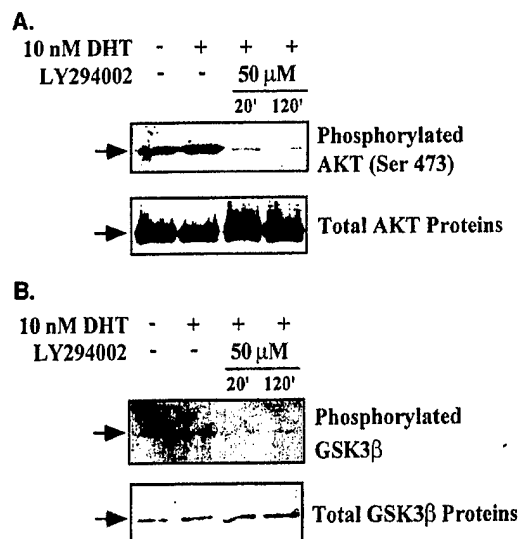 A.
10 nM DHT - + + +
LY294002 - - 50 µM
20' 120'
Phosphorylated
AKT (Ser 473)
Total AKT Proteins
B.
10 nM DHT - + + +
LY294002 - - 50 µM
20' 120'
Phosphorylated
GSK3β
Total GSK3β Proteins